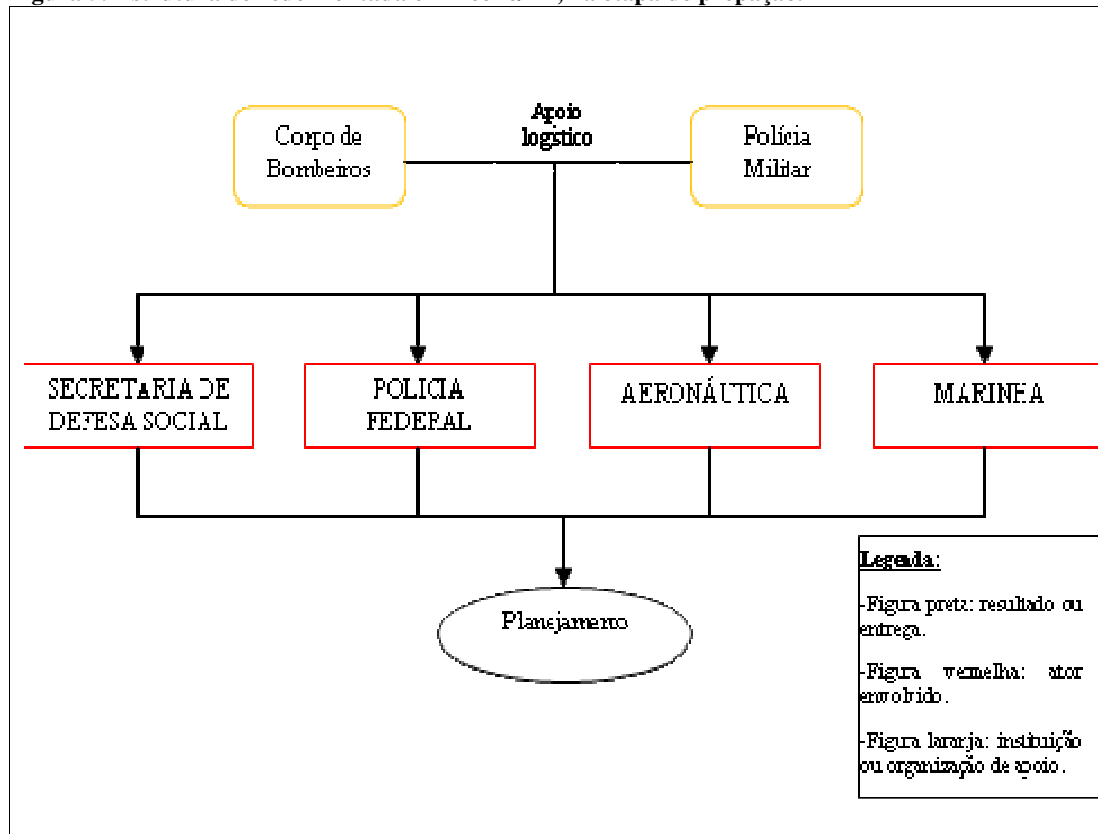 Apoio
logístico
Corpo de
Bombeiros
Polícia
Militar
SECRETARIA DE
DEFESA SOCIAL
POLICIA
FEDERAL
AERONÁUTICA
MARINHA
Planejamento
Legenda:
-Figura preta: resultado ou
entrega.
-Figura vermelha: ator
envolvido.
-Figura laranja: instituição
ou organização de apoio.